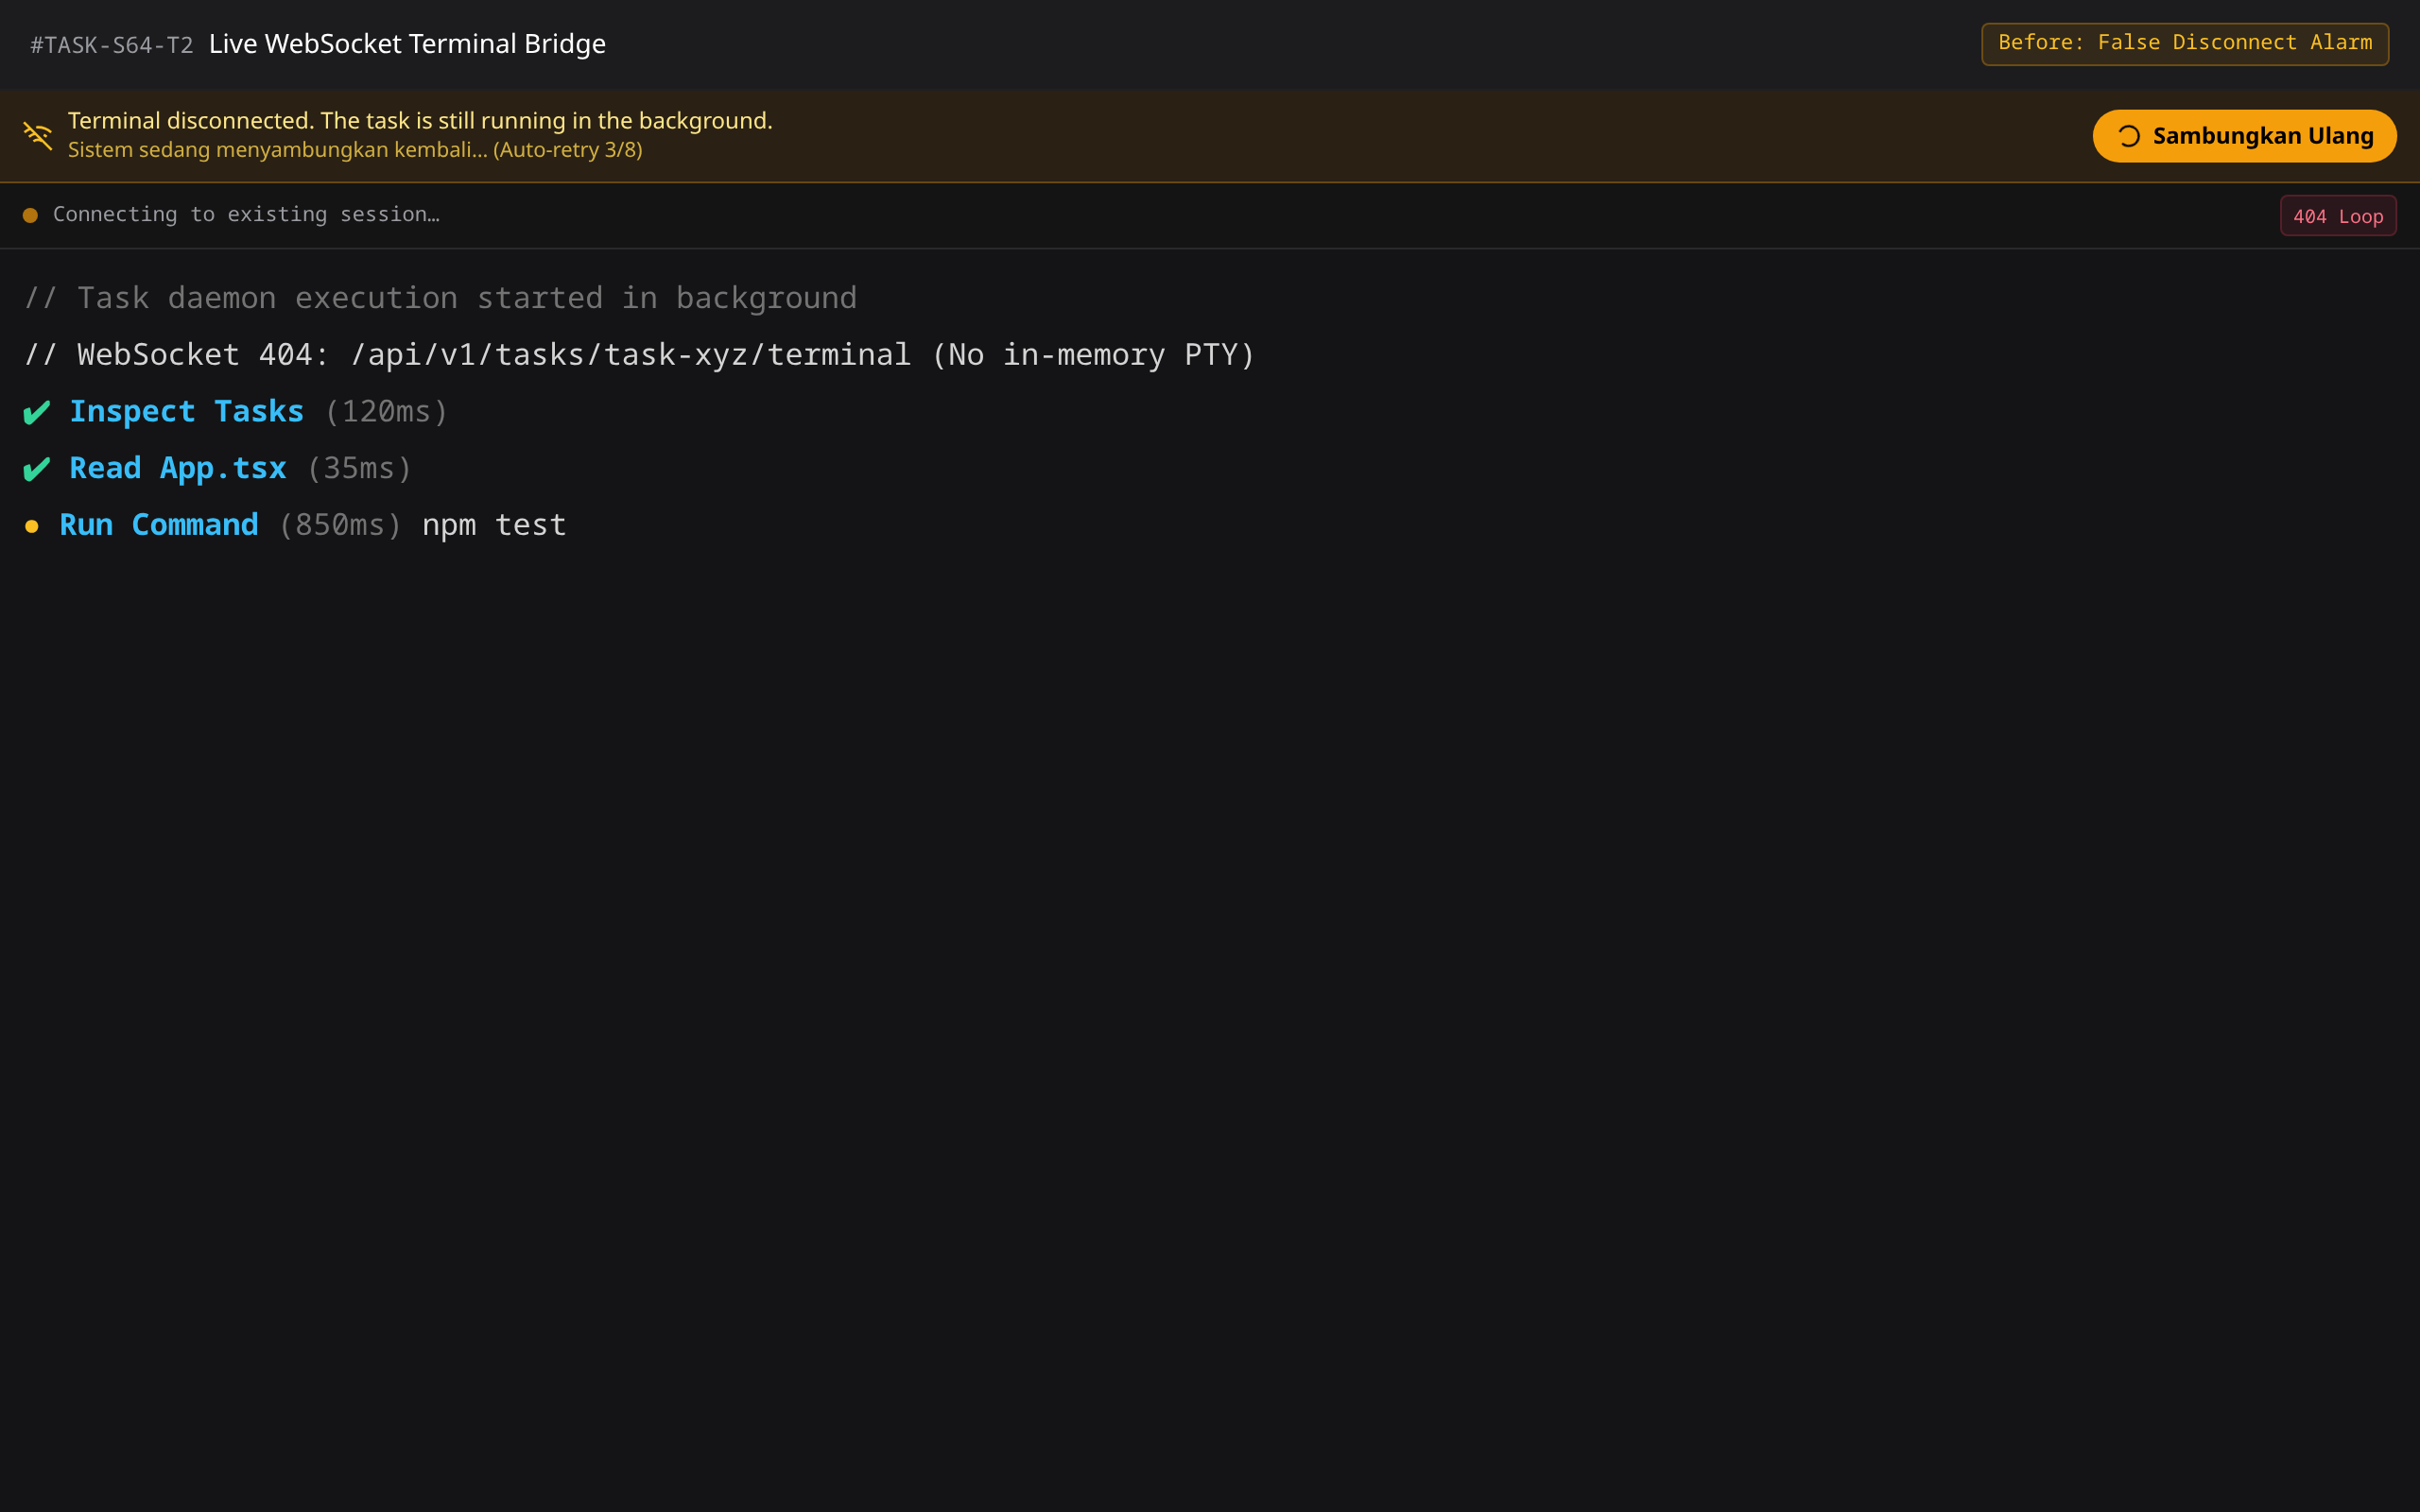 #TASK-S64-T2 Live WebSocket Terminal Bridge
Before: False Disconnect Alarm
Terminal disconnected. The task is still running in the background.
Sistem sedang menyambungkan kembali... (Auto-retry 3/8)
Sambungkan Ulang
Connecting to existing session…
404 Loop
// Task daemon execution started in background
// WebSocket 404: /api/v1/tasks/task-xyz/terminal (No in-memory PTY)
✔ Inspect Tasks (120ms)
✔ Read App.tsx (35ms)
● Run Command (850ms) npm test